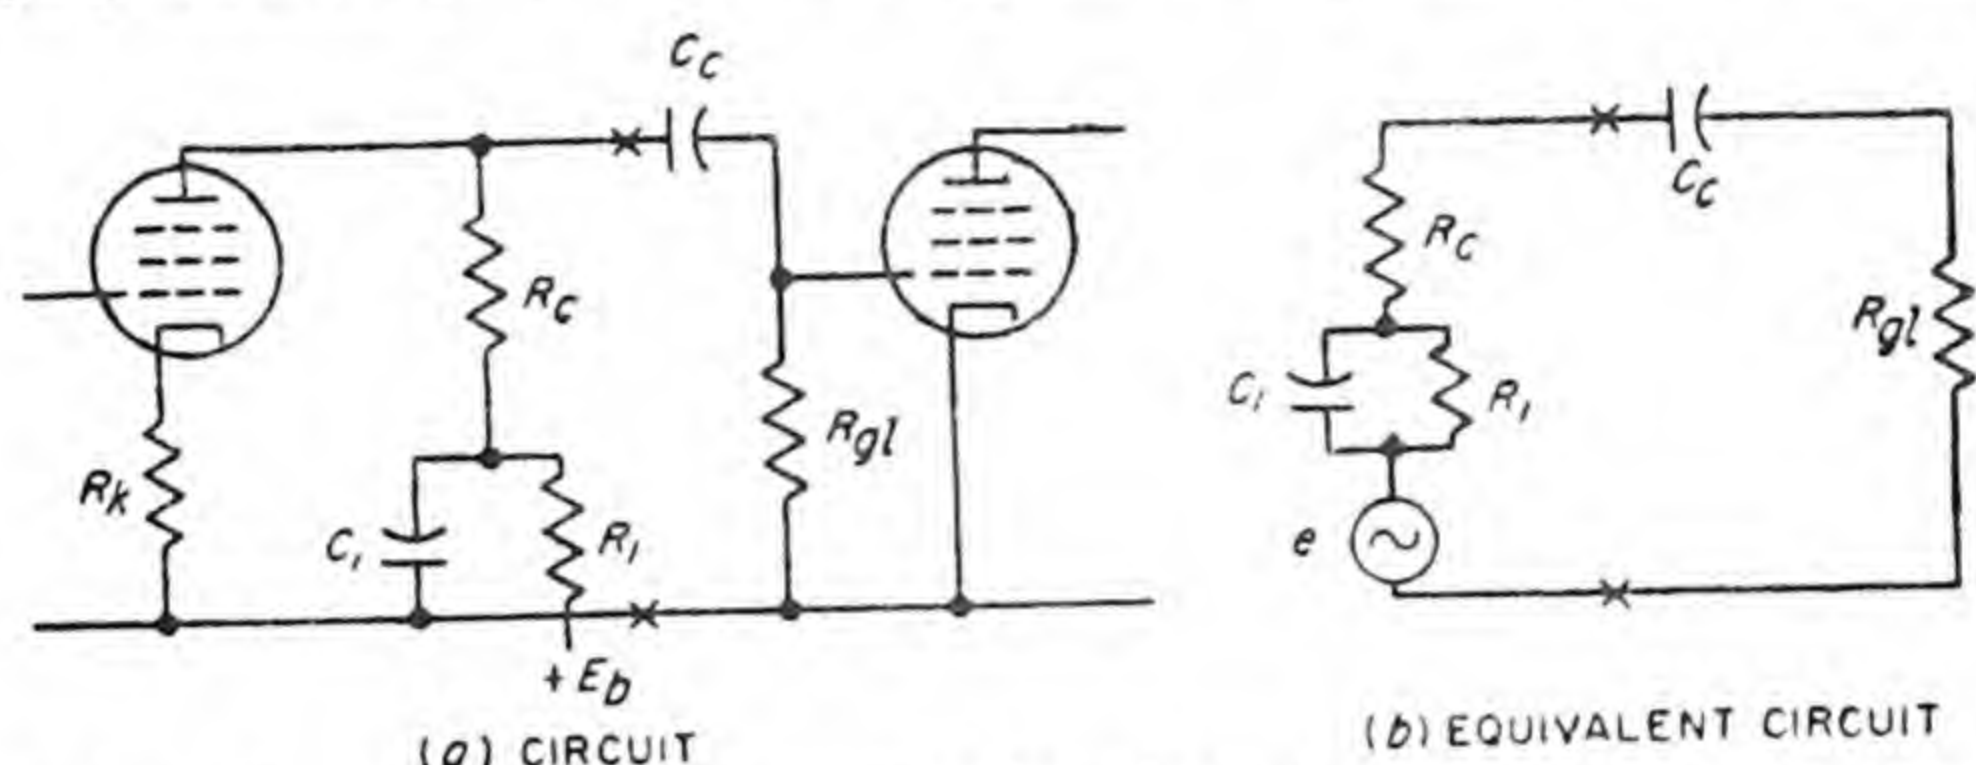 Cc
Rc
Rk
C1
R1
Rgl
+ Eb
(a) CIRCUIT
Cc
Rc
C1
R1
Rgl
e
(b) EQUIVALENT CIRCUIT